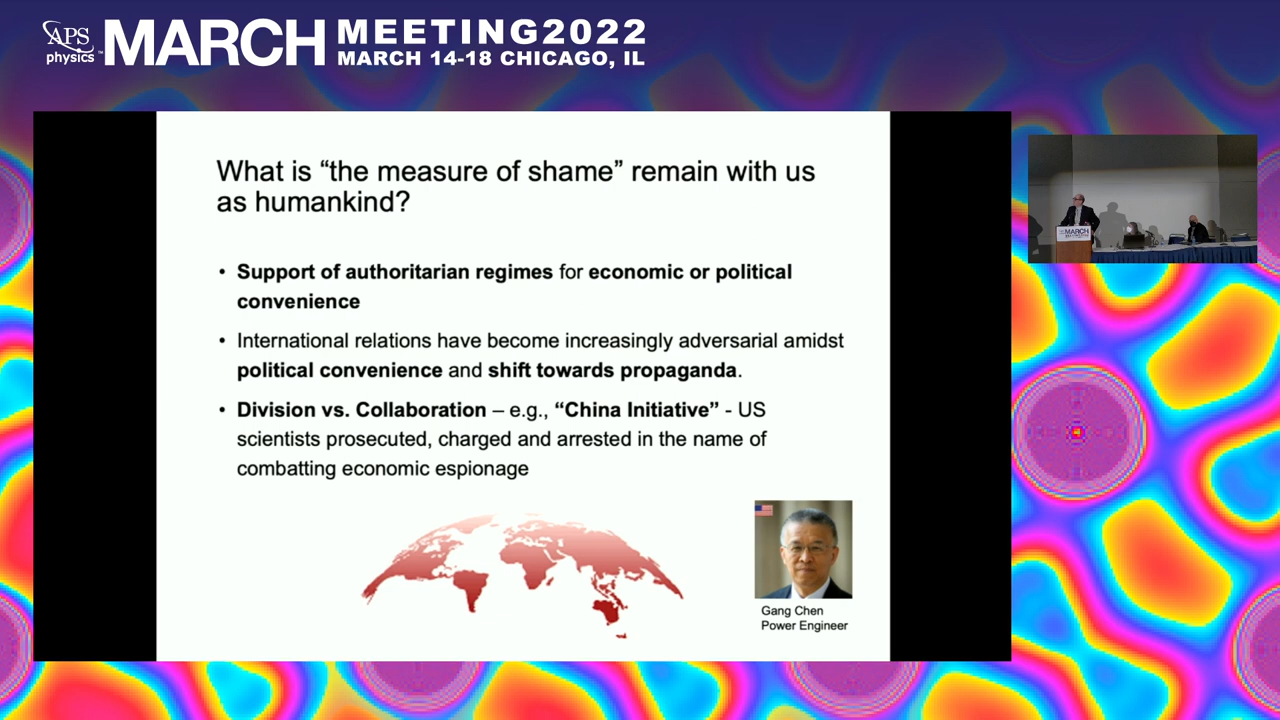 APS
physics
MARCH
MEETING2022
MARCH 14-18 CHICAGO, IL
What is “the measure of shame” remain with us
as humankind?
• Support of authoritarian regimes for economic or political
convenience
• International relations have become increasingly adversarial amidst
political convenience and shift towards propaganda.
• Division vs. Collaboration – e.g., “China Initiative” - US
scientists prosecuted, charged and arrested in the name of
combatting economic espionage
Gang Chen
Power Engineer
MARCH